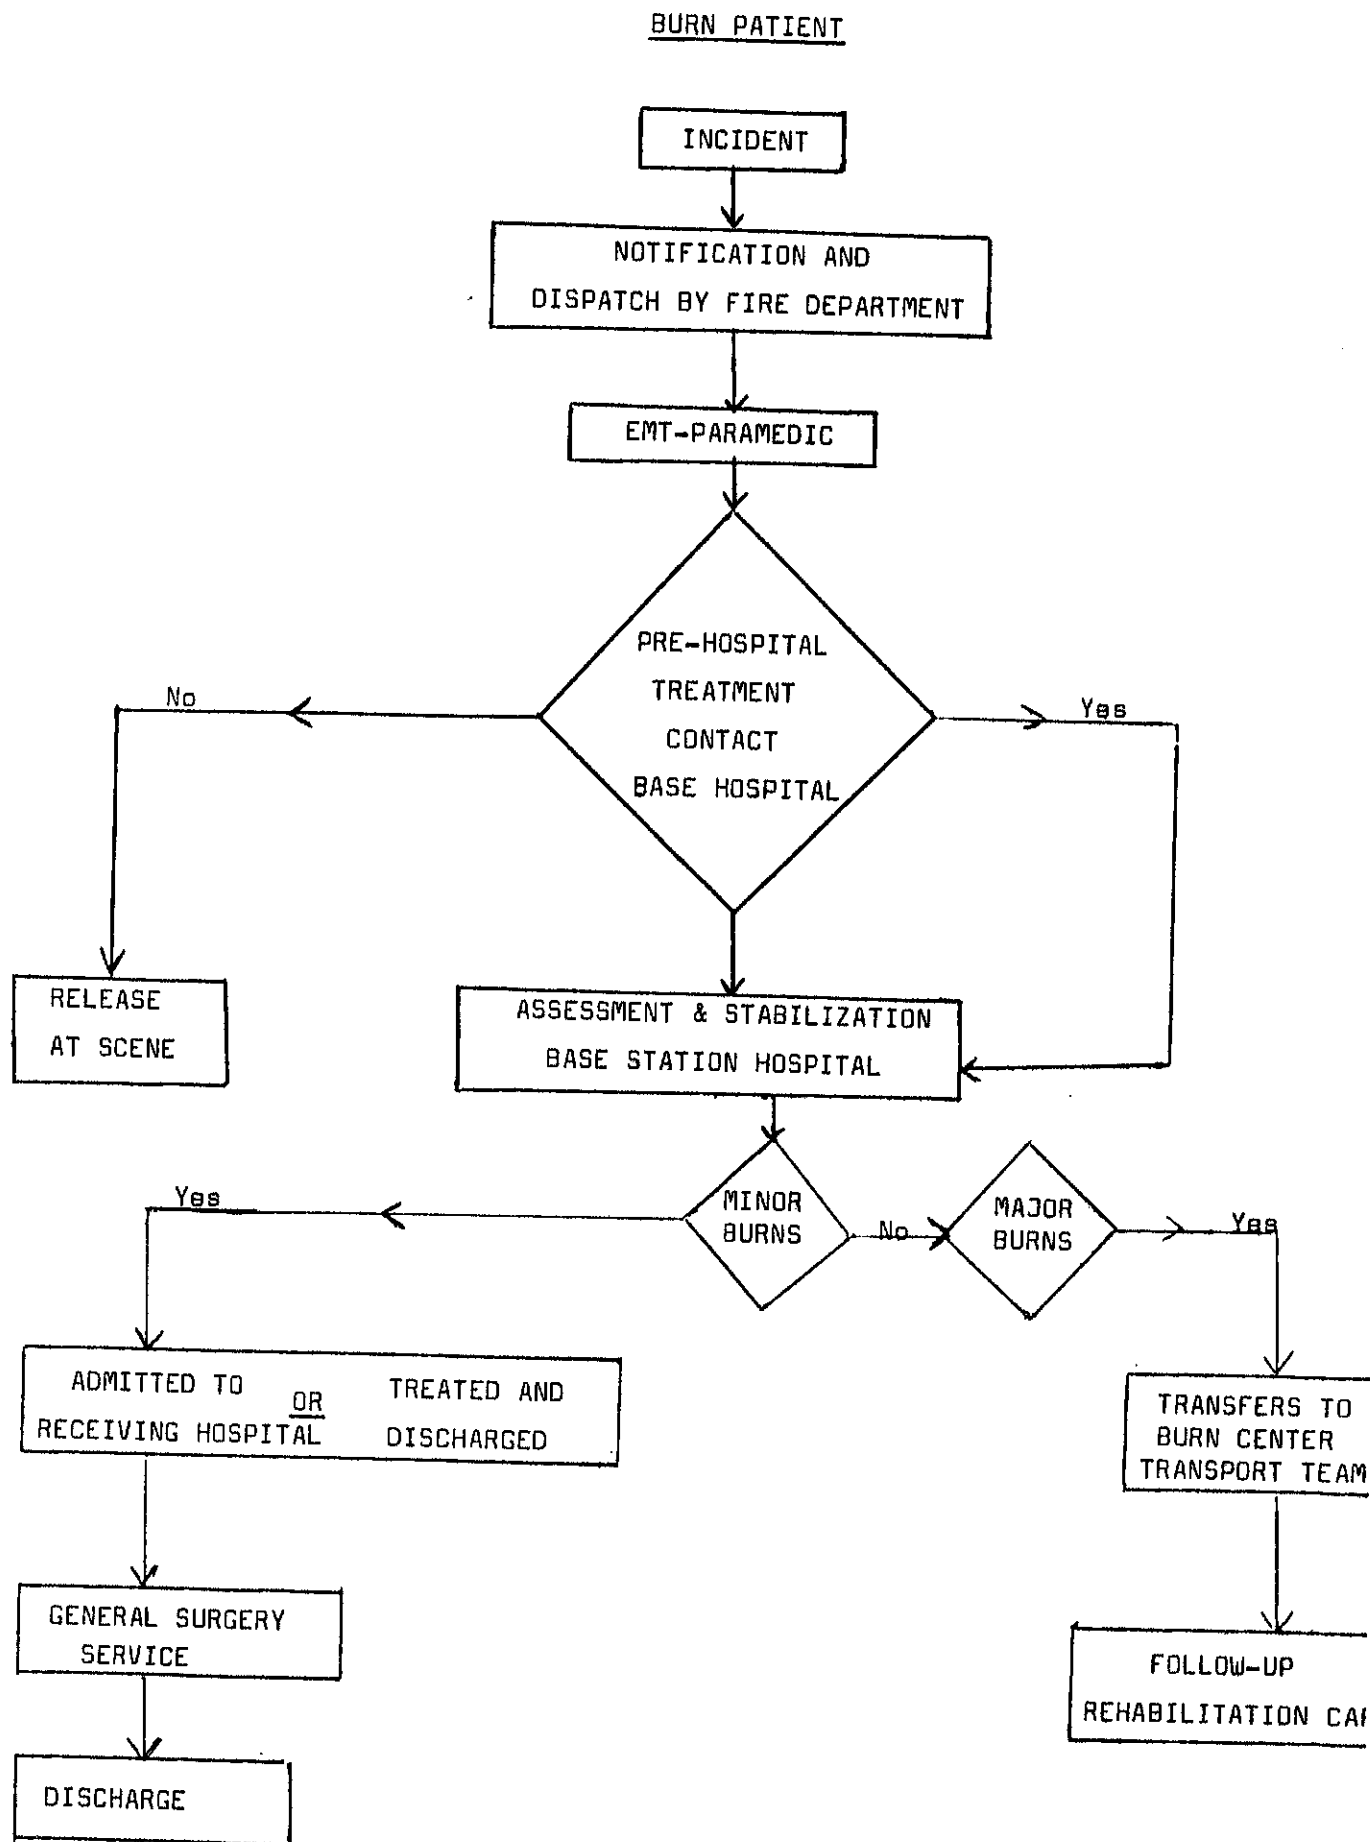 BURN PATIENT
INCIDENT
NOTIFICATION AND
DISPATCH BY FIRE DEPARTMENT
EMT-PARAMEDIC
PRE-HOSPITAL
TREATMENT
CONTACT
BASE HOSPITAL
No
Yes
RELEASE
AT SCENE
ASSESSMENT & STABILIZATION
BASE STATION HOSPITAL
Yes
MINOR
BURNS
No
MAJOR
BURNS
Yes
ADMITTED TO
RECEIVING HOSPITAL
OR
TREATED AND
DISCHARGED
TRANSFERS TO
BURN CENTER
TRANSPORT TEAM
GENERAL SURGERY
SERVICE
FOLLOW-UP
REHABILITATION
DISCHARGE